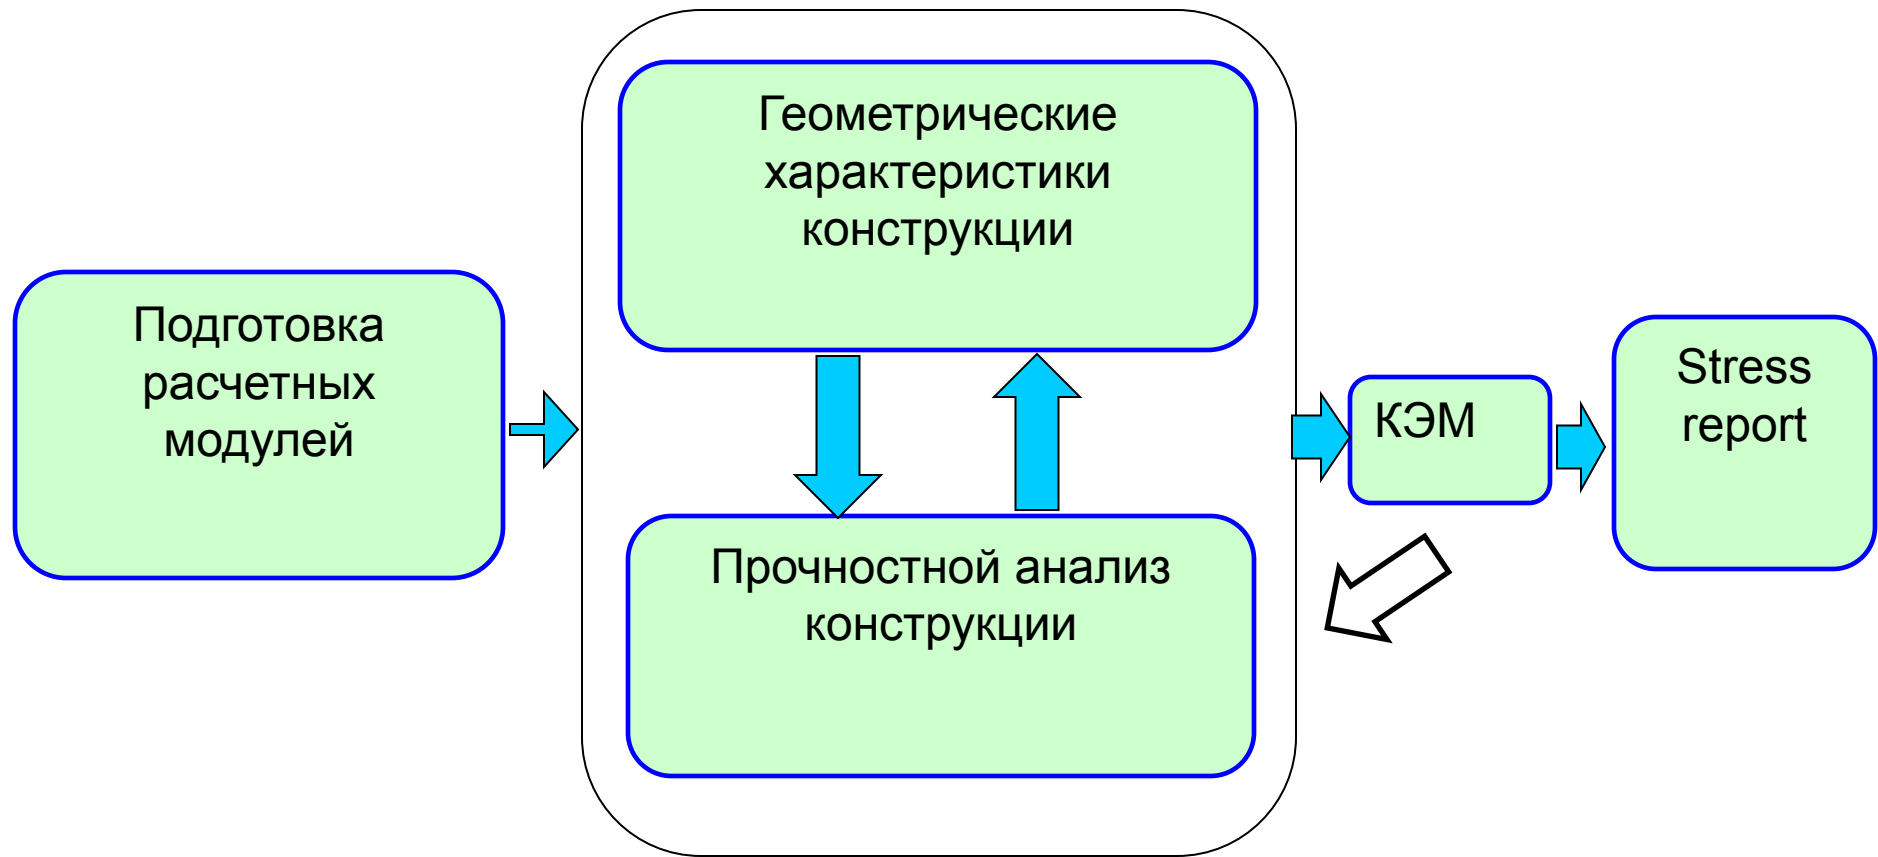 Подготовка
расчетных
модулей
Геометрические
характеристики
конструкции
Прочностной анализ
конструкции
КЭМ
Stress
report